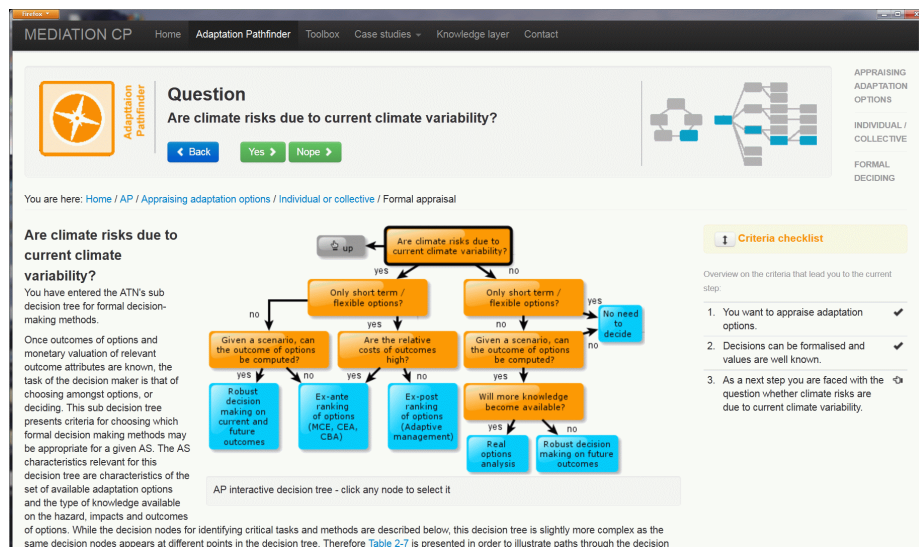 firefox
MEDIATION CP Home Adaptation Pathfinder Toolbox Case studies Knowledge layer Contact
Adapttaion
Pathfinder
Question
Are climate risks due to current climate variability?
Back Yes Nope
APPRAISING
ADAPTATION
OPTIONS
INDIVIDUAL /
COLLECTIVE
FORMAL
DECIDING
You are here: Home / AP / Appraising adaptation options / Individual or collective / Formal appraisal
Are climate risks due to
current climate
variability?
You have entered the ATN's sub
decision tree for formal decision-
making methods.
Once outcomes of options and
monetary valuation of relevant
outcome attributes are known, the
task of the decision maker is that of
choosing amongst options, or
deciding. This sub decision tree
presents criteria for choosing which
formal decision making methods may
be appropriate for a given AS. The AS
characteristics relevant for this
decision tree are characteristics of the
set of available adaptation options
and the type of knowledge available
on the hazard, impacts and outcomes
of options. While the decision nodes for identifying critical tasks and methods are described below, this decision tree is slightly more complex as the
same decision nodes appears at different points in the decision tree. Therefore Table 2-7 is presented in order to illustrate paths through the decision
up
Are climate risks due to
current climate variability?
yes no
Only short term /
flexible options?
Only short term /
flexible options?
yes
No need
to
decide
no yes no no
Given a scenario, can
the outcome of options
be computed?
Are the relative
costs of outcomes
high?
Given a scenario, can
the outcome of options
be computed?
yes no yes no yes
Robust
decision
making on
current and
future
outcomes
Ex-ante
ranking
of options
(MCE, CEA,
CBA)
Ex-post
ranking
of options
(Adaptive
management)
Will more knowledge
become available?
yes no
Real
options
analysis
Robust decision
making on future
outcomes
AP interactive decision tree - click any node to select it
Criteria checklist
Overview on the criteria that lead you to the current
step:
1. You want to appraise adaptation
options.
2. Decisions can be formalised and
values are well known.
3. As a next step you are faced with the
question whether climate risks are
due to current climate variability.